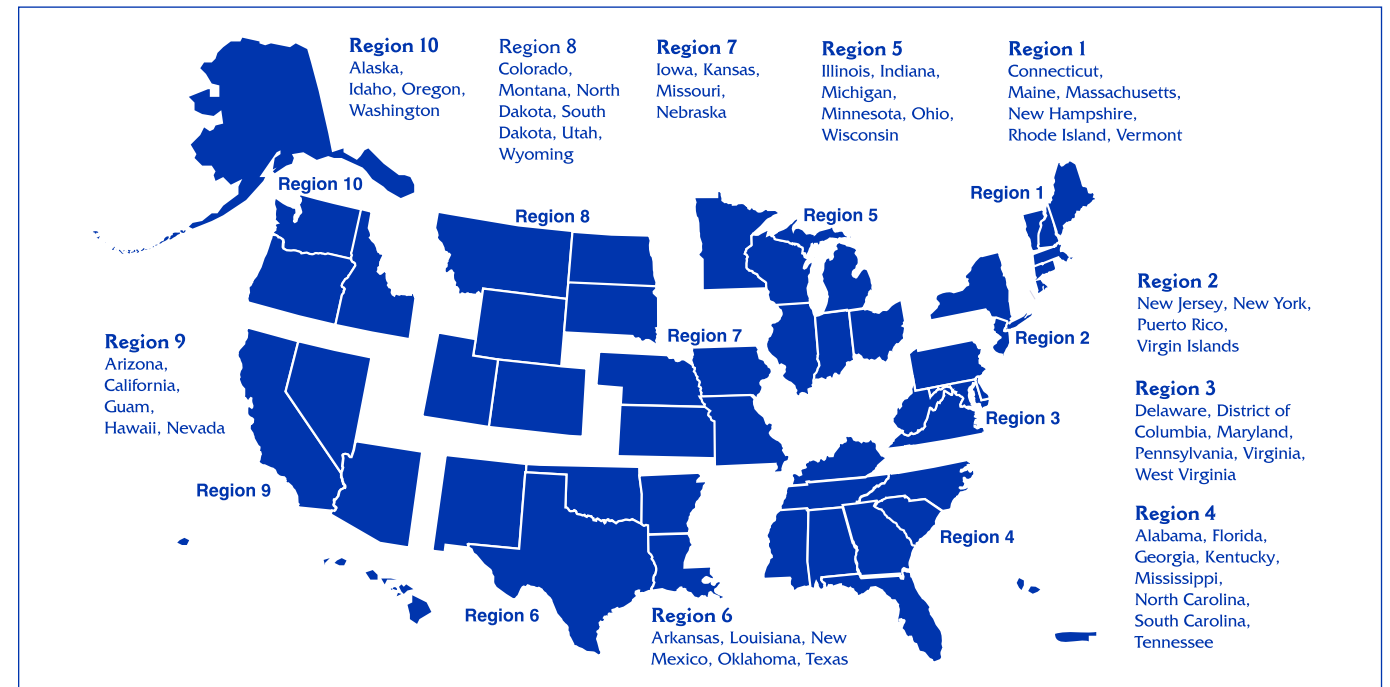 Region 10
Alaska,
Idaho, Oregon,
Washington
Region 8
Colorado,
Montana, North
Dakota, South
Dakota, Utah,
Wyoming
Region 7
Iowa, Kansas,
Missouri,
Nebraska
Region 5
Illinois, Indiana,
Michigan,
Minnesota, Ohio,
Wisconsin
Region 1
Connecticut,
Maine, Massachusetts,
New Hampshire,
Rhode Island, Vermont
Region 10
Region 8
Region 5
Region 1
Region 2
New Jersey, New York,
Puerto Rico,
Virgin Islands
Region 9
Arizona,
California,
Guam,
Hawaii, Nevada
Region 7
Region 2
Region 3
Delaware, District of
Columbia, Maryland,
Pennsylvania, Virginia,
West Virginia
Region 3
Region 9
Region 4
Region 4
Alabama, Florida,
Georgia, Kentucky,
Mississippi,
North Carolina,
South Carolina,
Tennessee
Region 6
Region 6
Arkansas, Louisiana, New
Mexico, Oklahoma, Texas